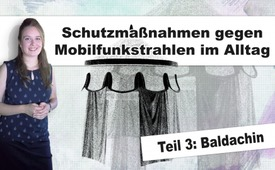 Schutzmaßnahmen gegen
Mobilfunkstrahlen im Alltag
Teil 3: Baldachin